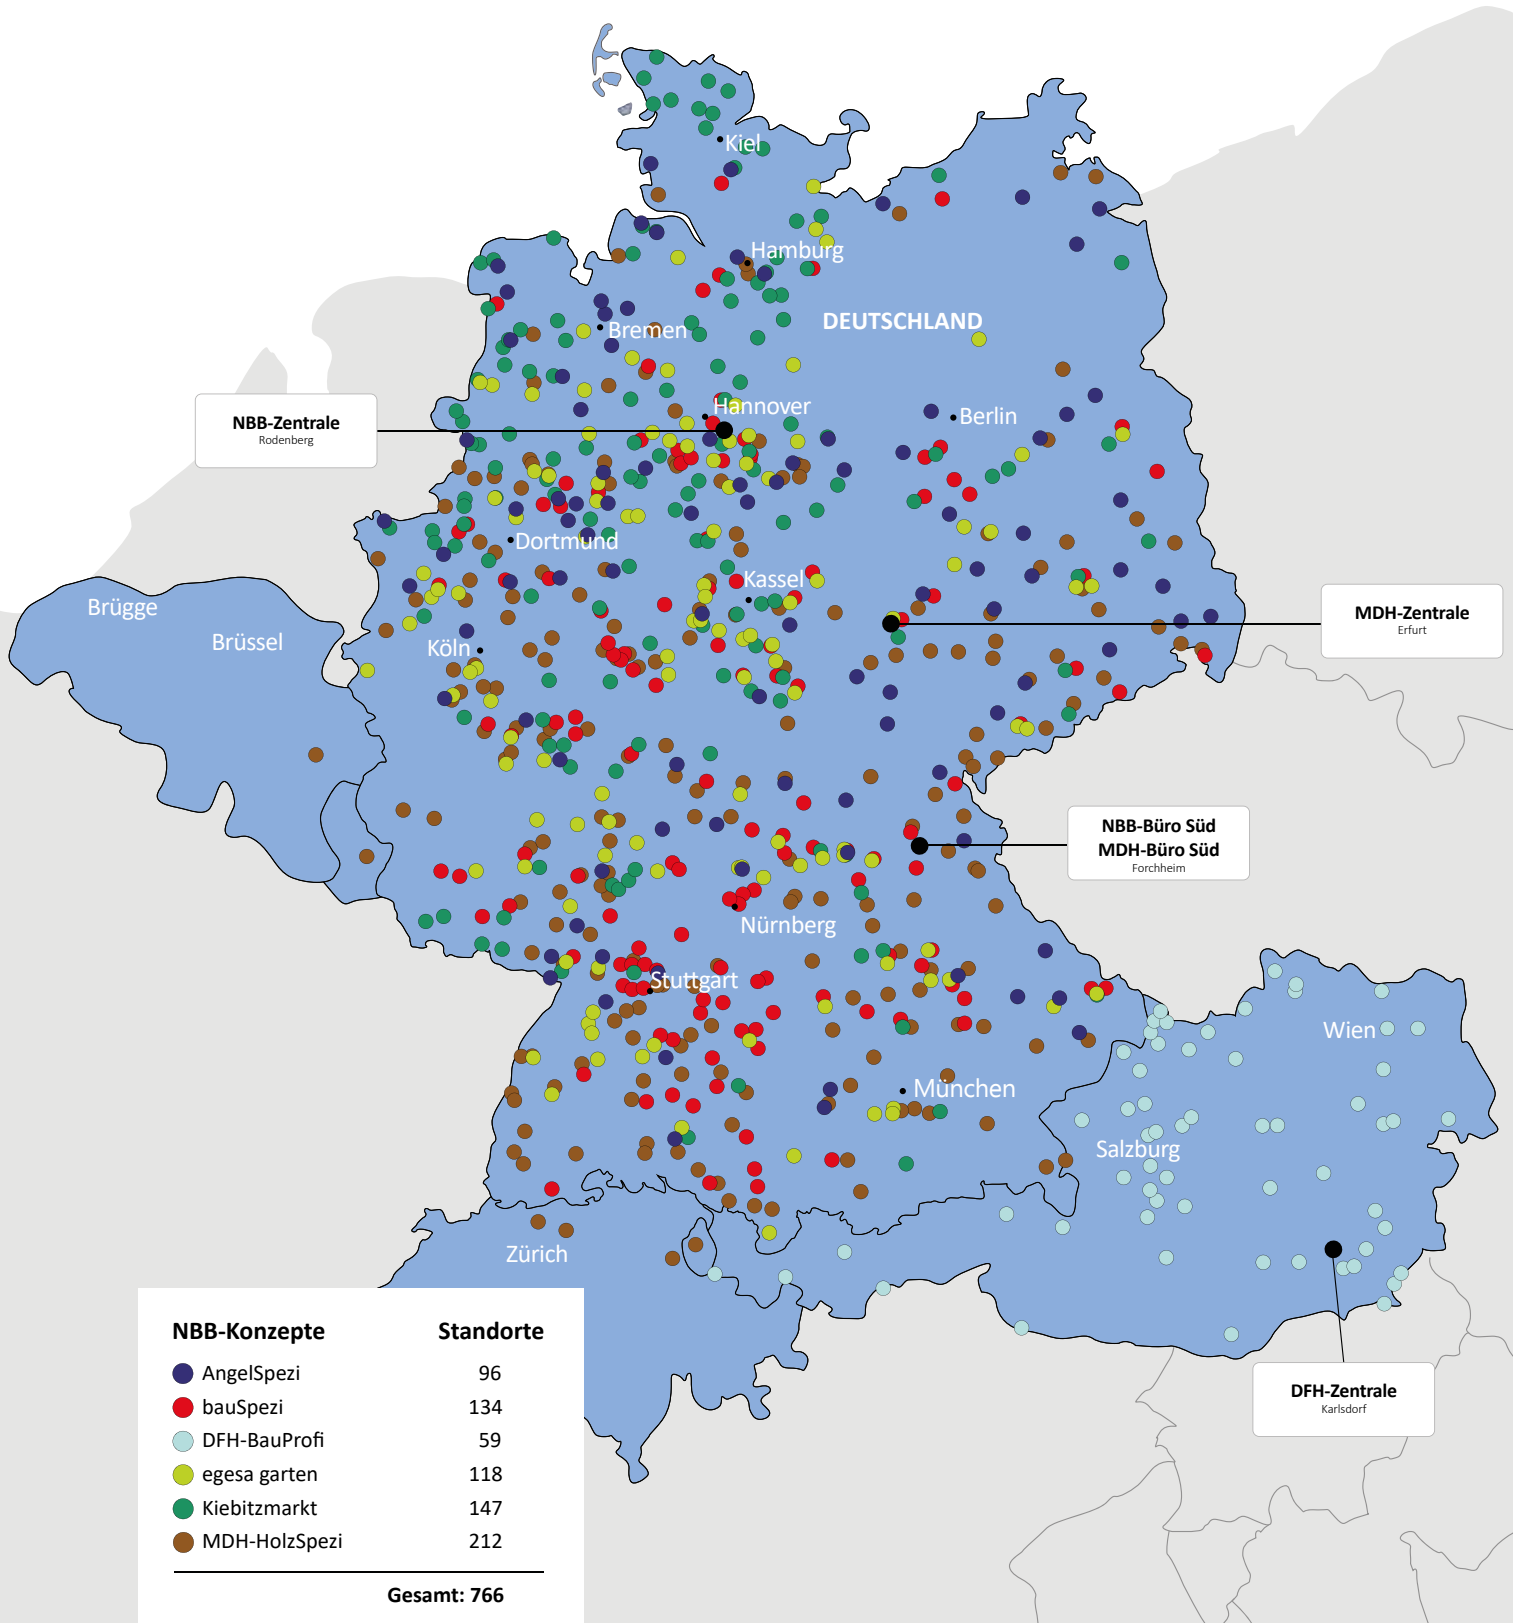 Kiel
Hamburg
DEUTSCHLAND
Bremen
Hannover
Berlin
NBB-Zentrale
Rodenberg
Dortmund
Kassel
Brügge
Brüssel
Köln
MDH-Zentrale
Erfurt
NBB-Büro Süd
MDH-Büro Süd
Forchheim
Nürnberg
Stuttgart
Wien
München
Salzburg
Zürich
DFH-Zentrale
Karlsdorf
NBB-Konzepte Standorte
AngelSpezi 96
bauSpezi 134
DFH-BauProfi 59
egesa garten 118
Kiebitzmarkt 147
MDH-HolzSpezi 212
Gesamt: 766